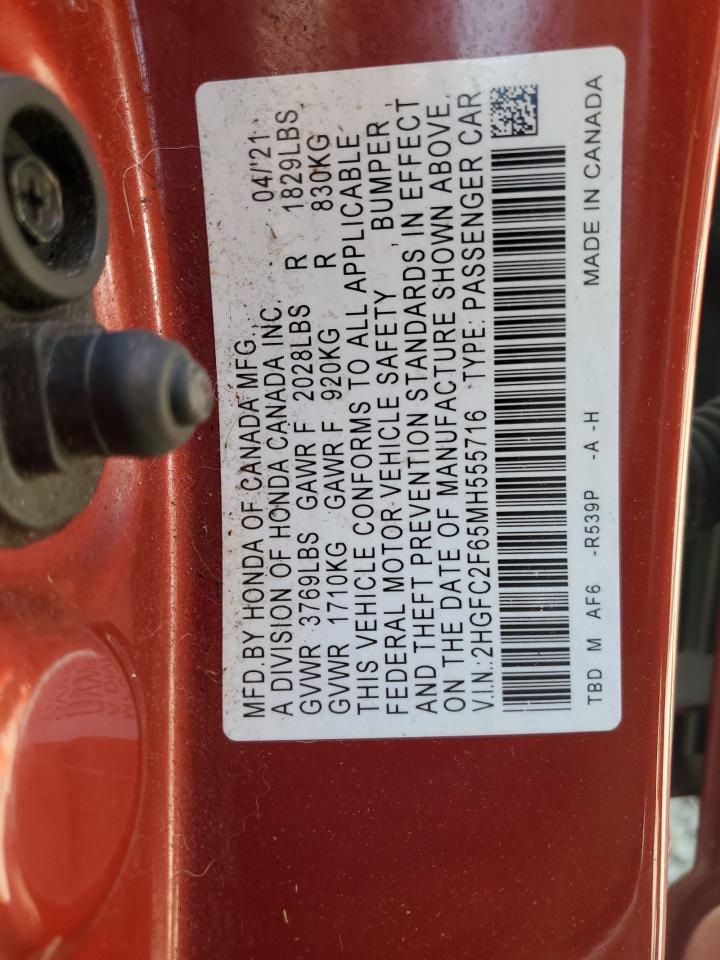 MFD.BY HONDA OF CANADA MFG., 04/'21
A DIVISION OF HONDA CANADA INC.
GVWR 3769LBS GAWR F 2028LBS R 1829LBS
GVWR 1710KG GAWR F 920KG R 830KG
THIS VEHICLE CONFORMS TO ALL APPLICABLE
FEDERAL MOTOR-VEHICLE SAFETY, BUMPER,
AND THEFT PREVENTION STANDARDS IN EFFECT
ON THE DATE OF MANUFACTURE SHOWN ABOVE.
V.I.N.:2HGFC2F65MH555716 TYPE: PASSENGER CAR
TBD M AF6 -R539P -A -H MADE IN CANADA